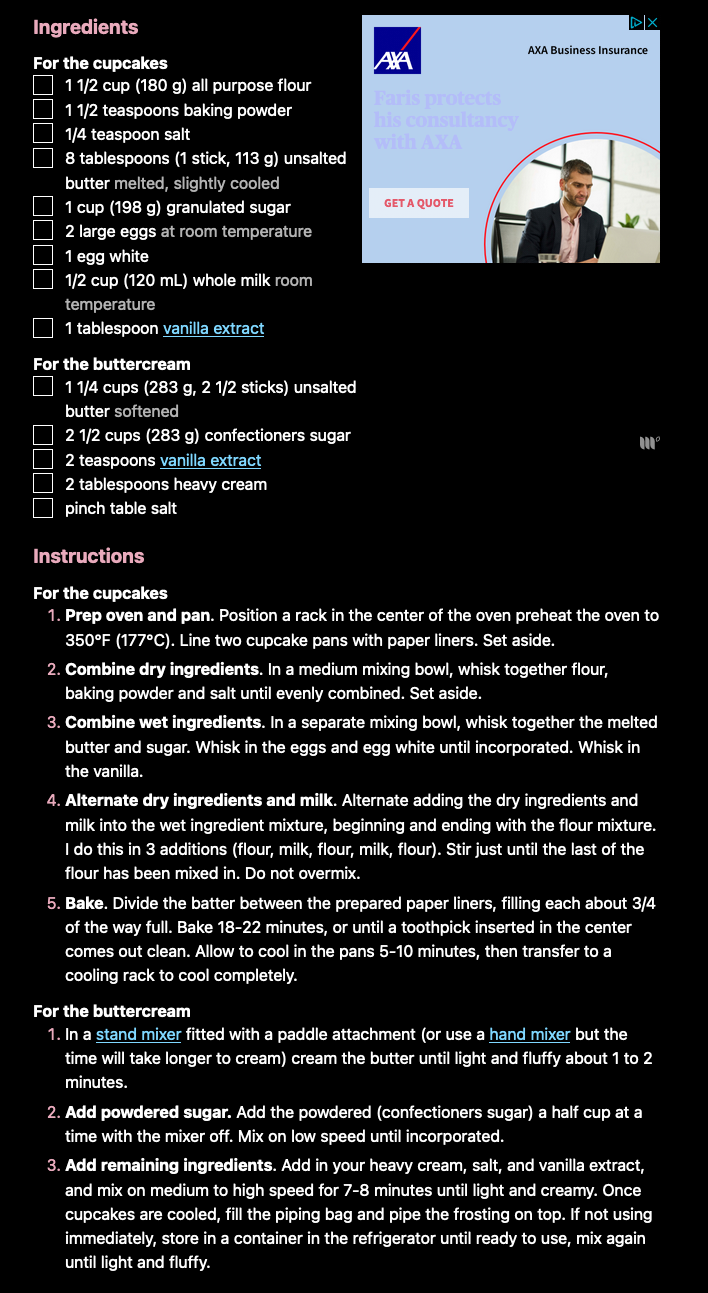 Ingredients
For the cupcakes
1 1/2 cup (180 g) all purpose flour
1 1/2 teaspoons baking powder
1/4 teaspoon salt
8 tablespoons (1 stick, 113 g) unsalted
butter melted, slightly cooled
1 cup (198 g) granulated sugar
2 large eggs at room temperature
1 egg white
1/2 cup (120 mL) whole milk room
temperature
1 tablespoon vanilla extract
AXA
AXA Business Insurance
Faris protects
his consultancy
with AXA
GET A QUOTE
For the buttercream
1 1/4 cups (283 g, 2 1/2 sticks) unsalted
butter softened
2 1/2 cups (283 g) confectioners sugar
2 teaspoons vanilla extract
2 tablespoons heavy cream
pinch table salt
Instructions
For the cupcakes
1. Prep oven and pan. Position a rack in the center of the oven preheat the oven to
350°F (177°C). Line two cupcake pans with paper liners. Set aside.
2. Combine dry ingredients. In a medium mixing bowl, whisk together flour,
baking powder and salt until evenly combined. Set aside.
3. Combine wet ingredients. In a separate mixing bowl, whisk together the melted
butter and sugar. Whisk in the eggs and egg white until incorporated. Whisk in
the vanilla.
4. Alternate dry ingredients and milk. Alternate adding the dry ingredients and
milk into the wet ingredient mixture, beginning and ending with the flour mixture.
I do this in 3 additions (flour, milk, flour, milk, flour). Stir just until the last of the
flour has been mixed in. Do not overmix.
5. Bake. Divide the batter between the prepared paper liners, filling each about 3/4
of the way full. Bake 18-22 minutes, or until a toothpick inserted in the center
comes out clean. Allow to cool in the pans 5-10 minutes, then transfer to a
cooling rack to cool completely.
For the buttercream
1. In a stand mixer fitted with a paddle attachment (or use a hand mixer but the
time will take longer to cream) cream the butter until light and fluffy about 1 to 2
minutes.
2. Add powdered sugar. Add the powdered (confectioners sugar) a half cup at a
time with the mixer off. Mix on low speed until incorporated.
3. Add remaining ingredients. Add in your heavy cream, salt, and vanilla extract,
and mix on medium to high speed for 7-8 minutes until light and creamy. Once
cupcakes are cooled, fill the piping bag and pipe the frosting on top. If not using
immediately, store in a container in the refrigerator until ready to use, mix again
until light and fluffy.